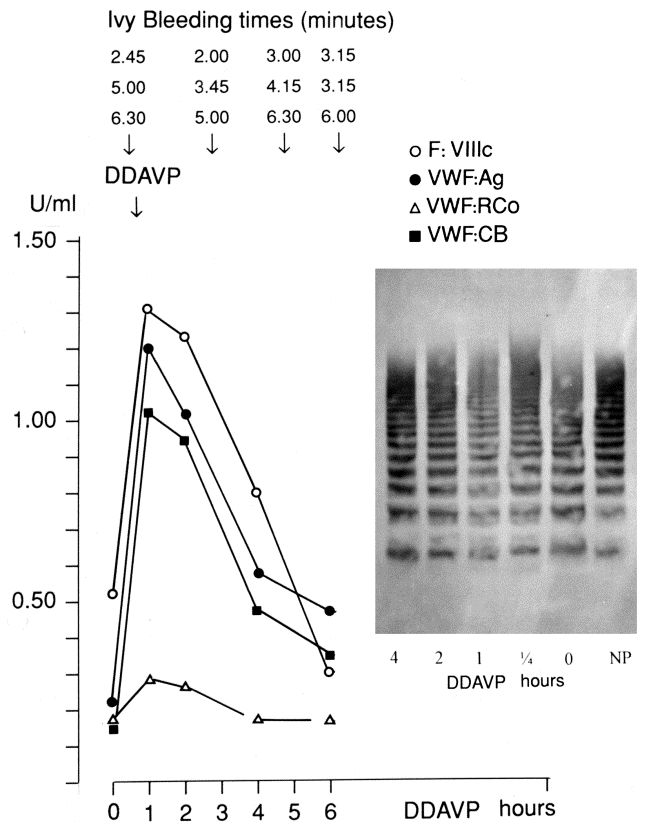 Ivy Bleeding times (minutes)
2.45 2.00 3.00 3.15
5.00 3.45 4.15 3.15
6.30 5.00 6.30 6.00
DDAVP
U/ml
F: VIIIc
VWF:Ag
VWF:RCo
VWF:CB
1.50
1.00
0.50
4 2 1 ¼ 0 NP
DDAVP hours
0 1 2 3 4 5 6 DDAVP hours